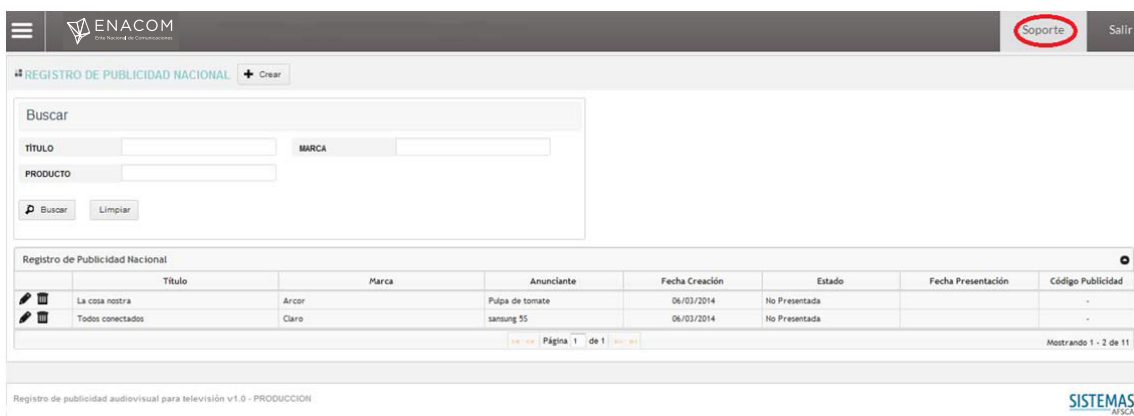 ENACOM
Ente Nacional de Comunicaciones
Soporte
Salir
REGISTRO DE PUBLICIDAD NACIONAL
Crear
Buscar
TÍTULO
MARCA
PRODUCTO
Buscar
Limpiar
Registro de Publicidad Nacional
Título Marca Anunciante Fecha Creación Estado Fecha Presentación Código Publicidad
La cosa nostra Arcor Pulpa de tomate 06/03/2014 No Presentada -
Todos conectados Claro sansung 5S 06/03/2014 No Presentada -
Página 1 de 1
Mostrando 1 - 2 de 11
Registro de publicidad audiovisual para televisión v1.0 - PRODUCCION
SISTEMAS
AFSCA